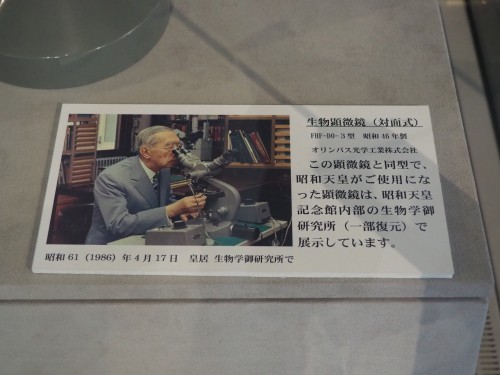 生物顕微鏡（対面式）
FHF-DO-3型　昭和46年製
オリンパス光学工業株式会社
この顕微鏡と同型で、
昭和天皇がご使用にな
った顕微鏡は、昭和天皇
記念館内部の生物学御
研究所（一部復元）で
展示しています。
昭和61（1986）年4月17日　皇居 生物学御研究所で